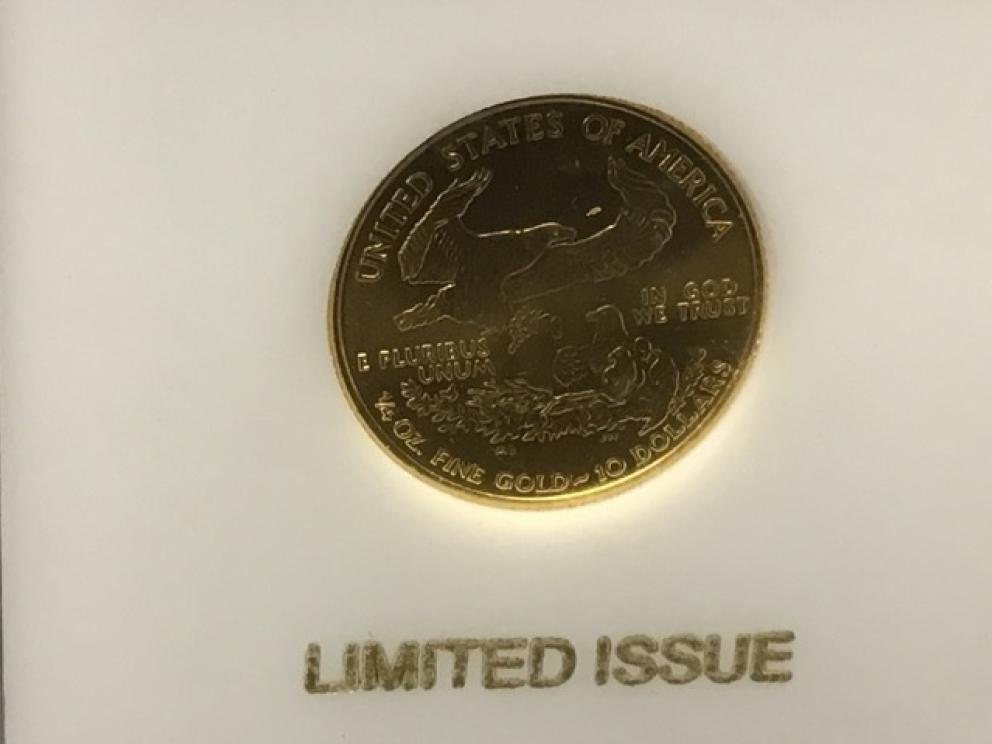 UNITED STATES OF AMERICA
IN GOD
WE TRUST
E PLURIBUS
UNUM
1/4 OZ. FINE GOLD~10 DOLLARS
LIMITED ISSUE